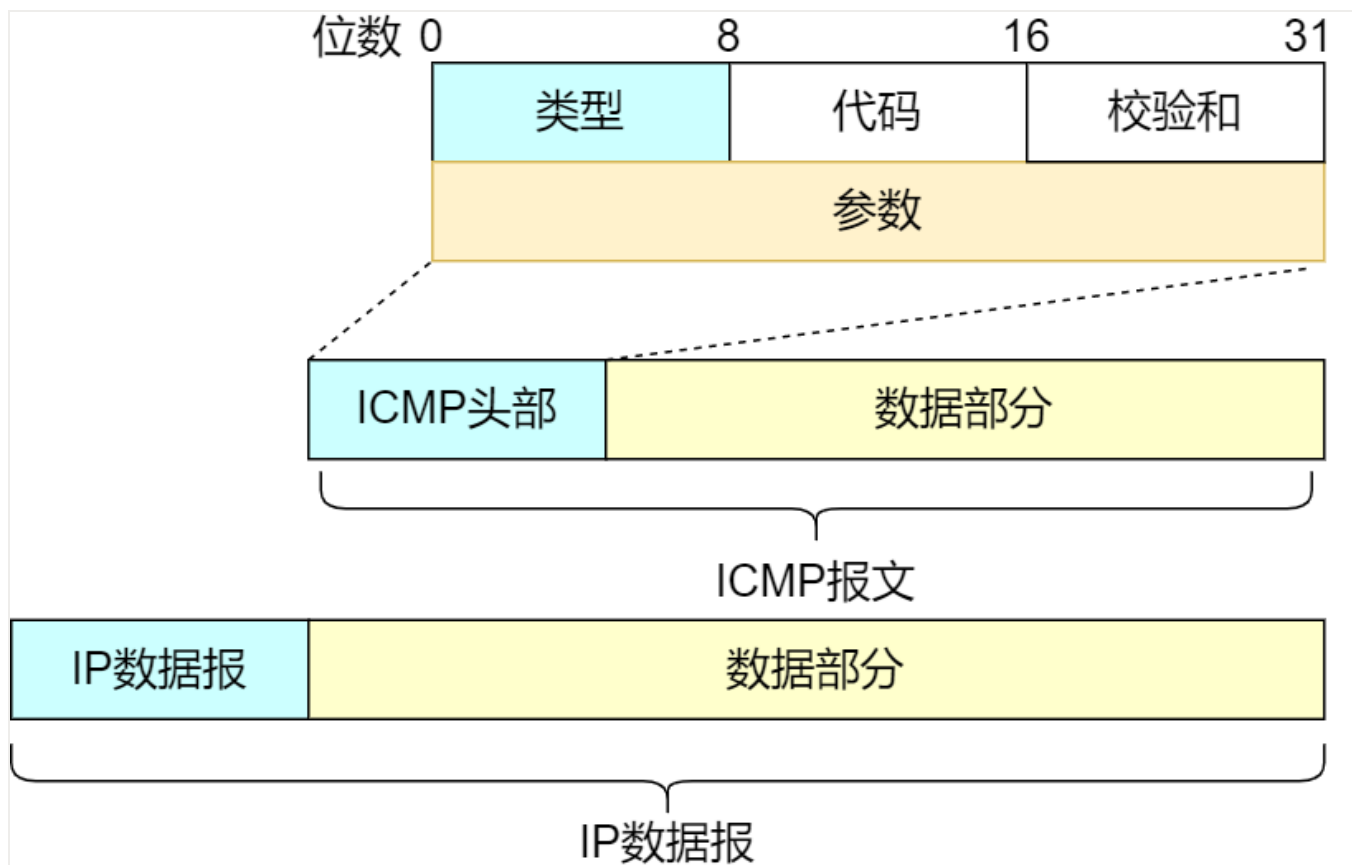 位数 0 8 16 31
类型 代码 校验和
参数
ICMP头部 数据部分
ICMP报文
IP数据报 数据部分
IP数据报